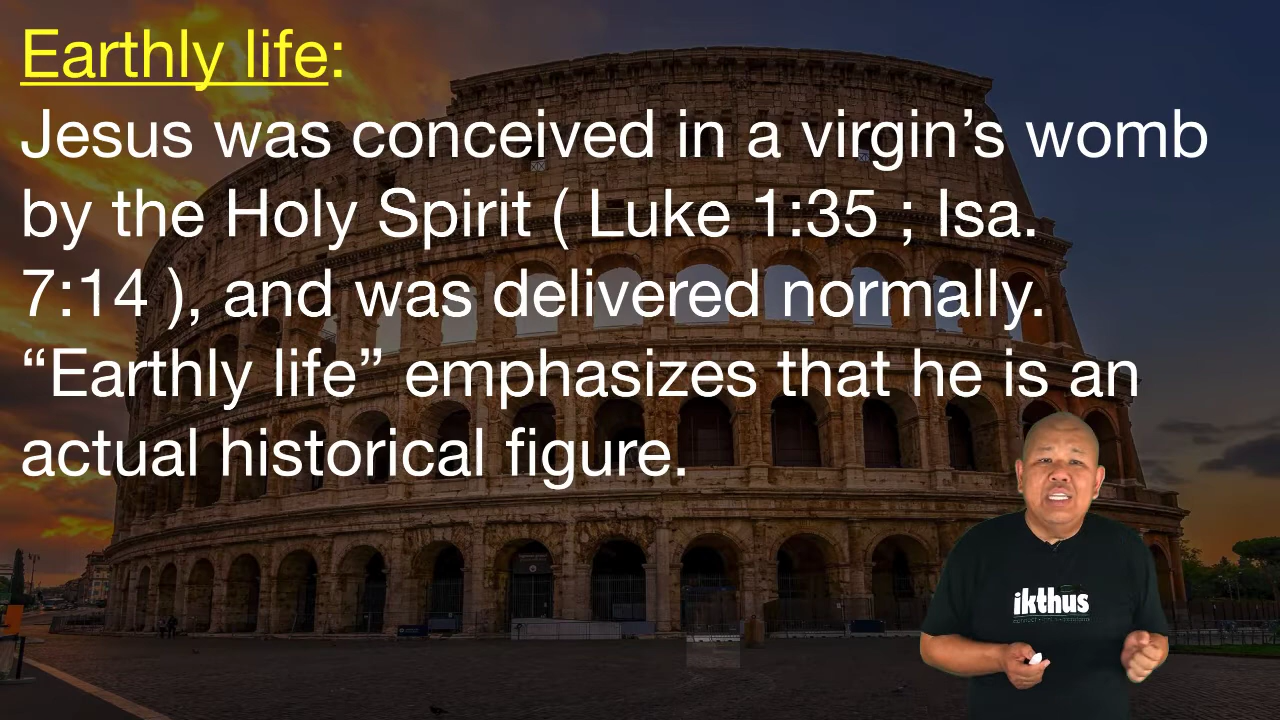 Earthly life:
Jesus was conceived in a virgin’s womb
by the Holy Spirit ( Luke 1:35 ; Isa.
7:14 ), and was delivered normally.
“Earthly life” emphasizes that he is an
actual historical figure.
ikthus